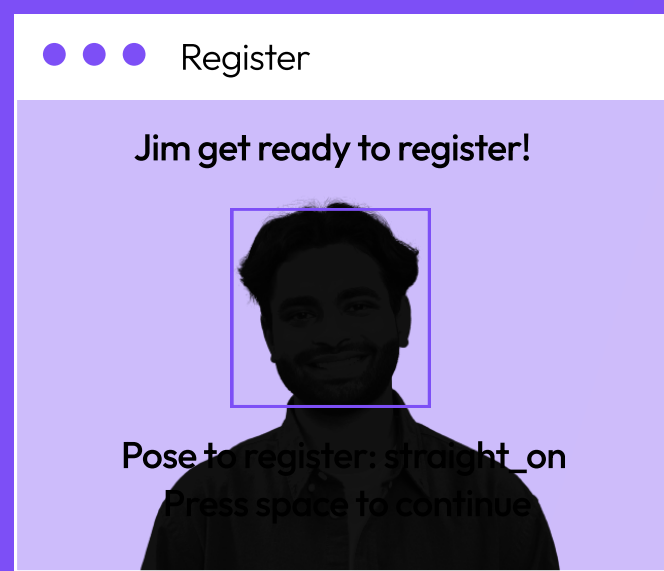 Register
Jim get ready to register!
Pose to register: straight_on
Press space to continue